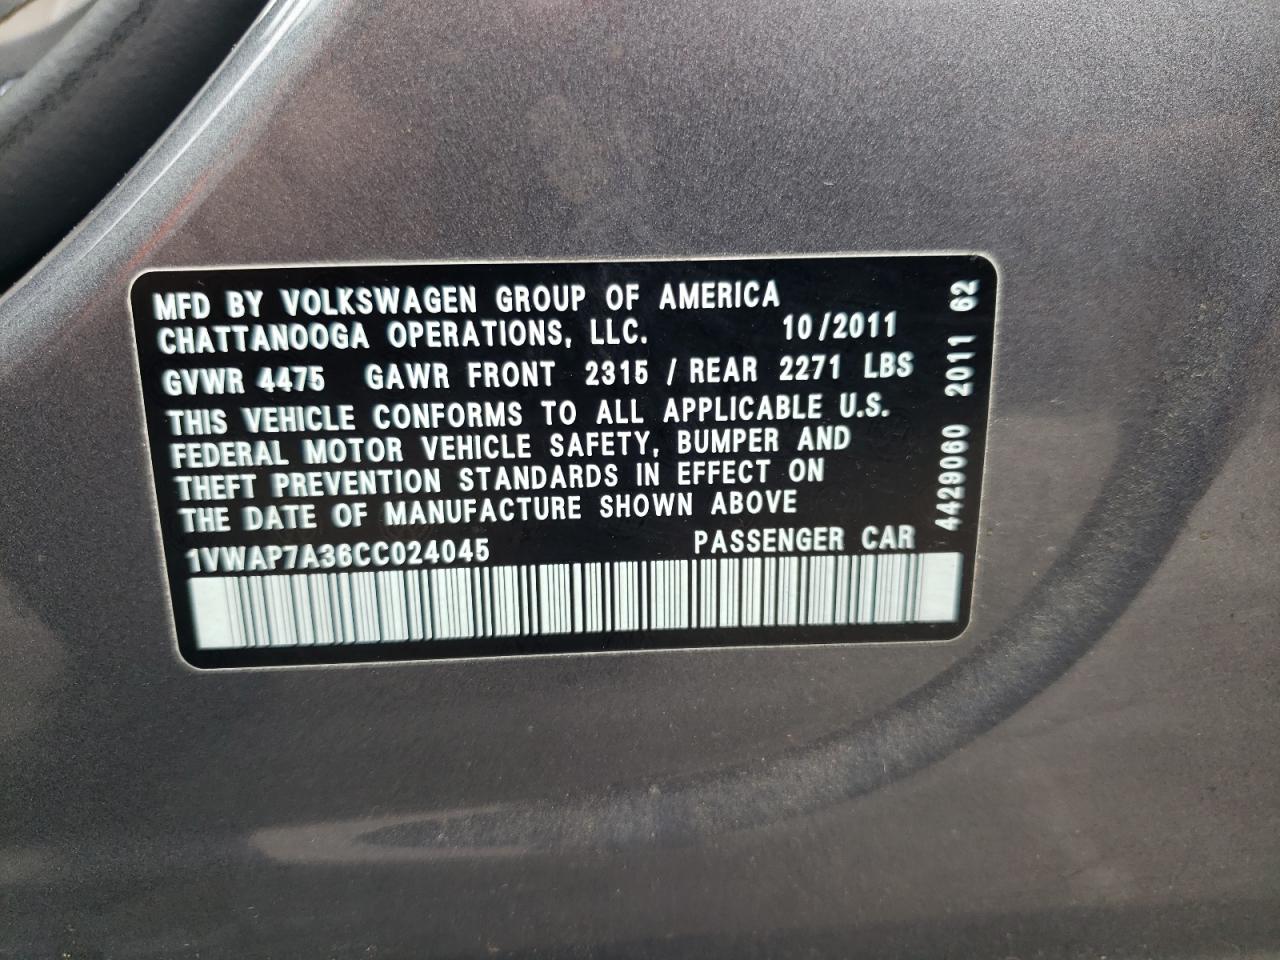 MFD BY VOLKSWAGEN GROUP OF AMERICA
CHATTANOOGA OPERATIONS, LLC. 10/2011
GVWR 4475 GAWR FRONT 2315 / REAR 2271 LBS
THIS VEHICLE CONFORMS TO ALL APPLICABLE U.S.
FEDERAL MOTOR VEHICLE SAFETY, BUMPER AND
THEFT PREVENTION STANDARDS IN EFFECT ON
THE DATE OF MANUFACTURE SHOWN ABOVE
1VWAP7A36CC024045 PASSENGER CAR
4429060 2011 62